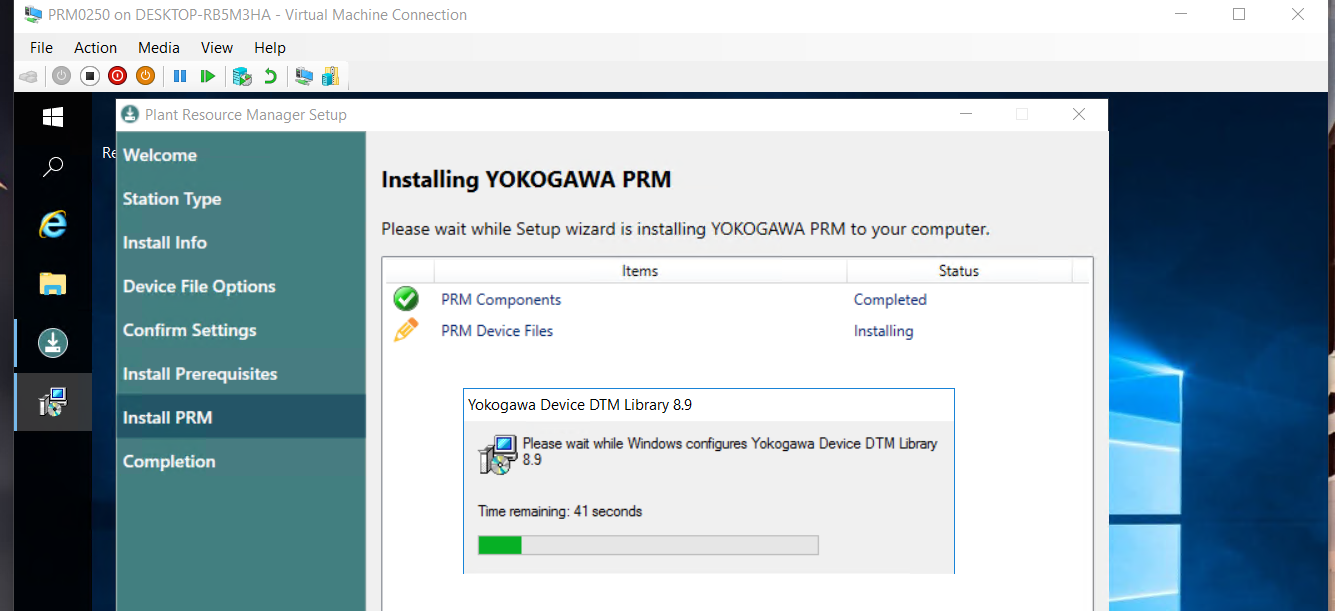 PRM0250 on DESKTOP-RB5M3HA - Virtual Machine Connection
File Action Media View Help
Plant Resource Manager Setup
Re
Welcome
Station Type
Install Info
Device File Options
Confirm Settings
Install Prerequisites
Install PRM
Completion
Installing YOKOGAWA PRM
Please wait while Setup wizard is installing YOKOGAWA PRM to your computer.
Items Status
PRM Components Completed
PRM Device Files Installing
Yokogawa Device DTM Library 8.9
Please wait while Windows configures Yokogawa Device DTM Library
8.9
Time remaining: 41 seconds